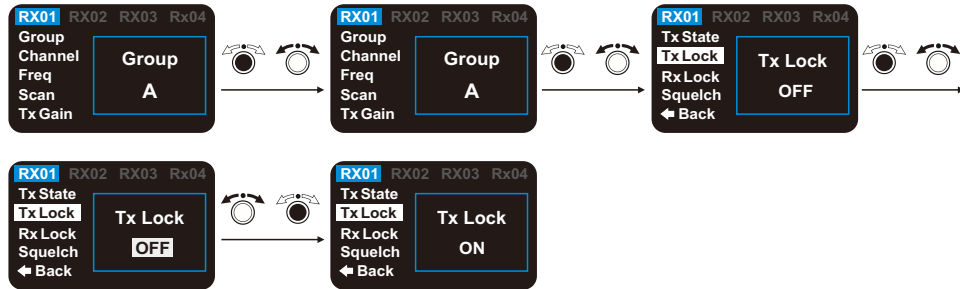 RX01 RX02 RX03 Rx04
Group
Channel
Freq
Scan
Tx Gain
Group
A
RX01 RX02 RX03 Rx04
Group
Channel
Freq
Scan
Tx Gain
Group
A
RX01 RX02 RX03 Rx04
Tx State
Tx Lock
Rx Lock
Squelch
Back
Tx Lock
OFF
RX01 RX02 RX03 Rx04
Tx State
Tx Lock
Rx Lock
Squelch
Back
Tx Lock
OFF
RX01 RX02 RX03 Rx04
Tx State
Tx Lock
Rx Lock
Squelch
Back
Tx Lock
ON